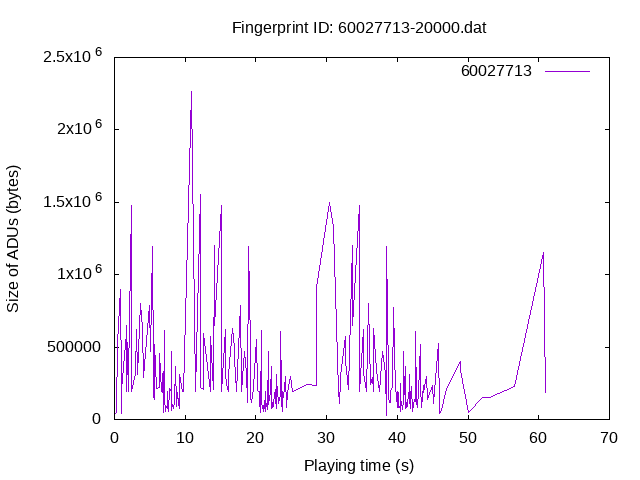 Fingerprint ID: 60027713-20000.dat
60027713
2.5x10^6
2x10^6
1.5x10^6
1x10^6
500000
0
Size of ADUs (bytes)
0 10 20 30 40 50 60 70
Playing time (s)